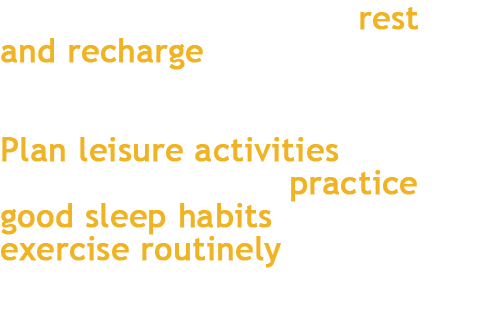 rest
and recharge
Plan leisure activities
practice
good sleep habits
exercise routinely